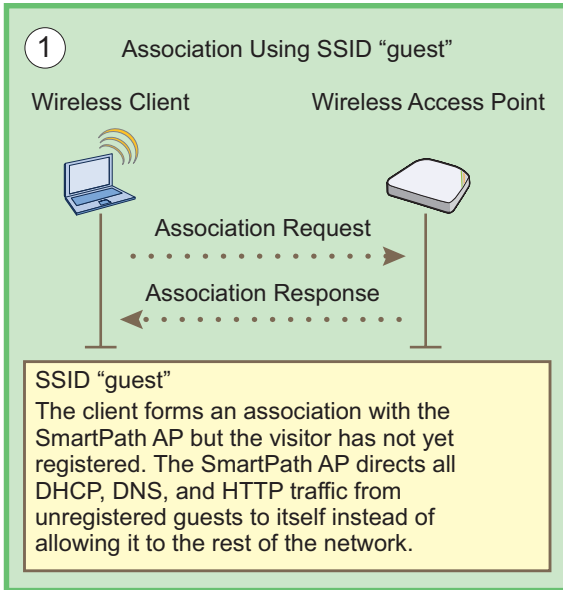 1
Association Using SSID “guest”
Wireless Client
Wireless Access Point
Association Request
Association Response
SSID “guest”
The client forms an association with the
SmartPath AP but the visitor has not yet
registered. The SmartPath AP directs all
DHCP, DNS, and HTTP traffic from
unregistered guests to itself instead of
allowing it to the rest of the network.